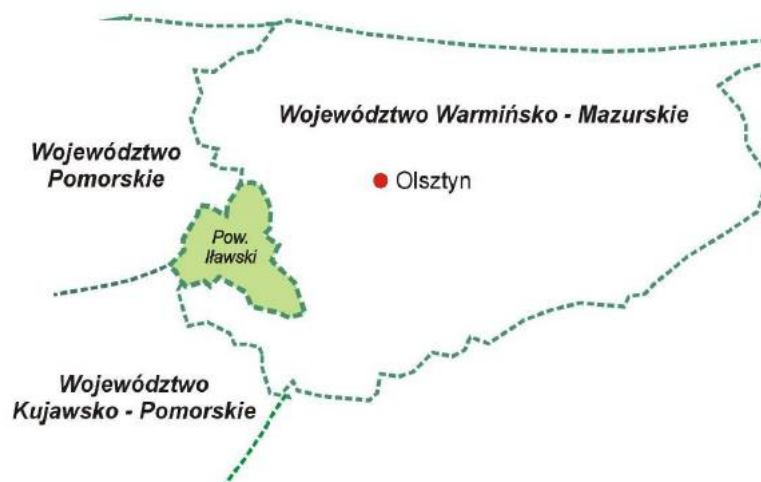 Województwo Warmińsko - Mazurskie
Województwo
Pomorskie
Olsztyn
Pow.
Iławski
Województwo
Kujawsko - Pomorskie